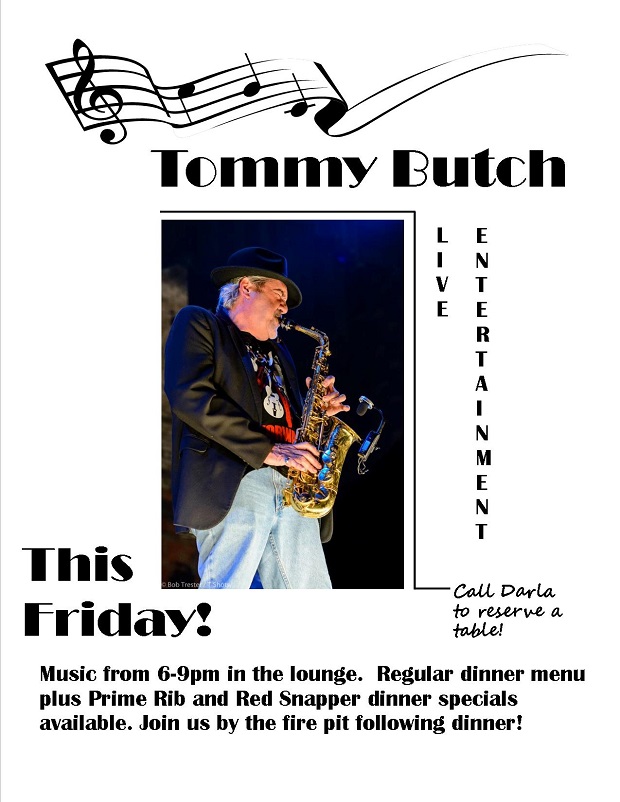 Tommy Butch
LIVE
ENTERTAINMENT
This
Friday!
Call Darla
to reserve a
table!
Music from 6-9pm in the lounge.  Regular dinner menu
plus Prime Rib and Red Snapper dinner specials
available. Join us by the fire pit following dinner!
© Bob